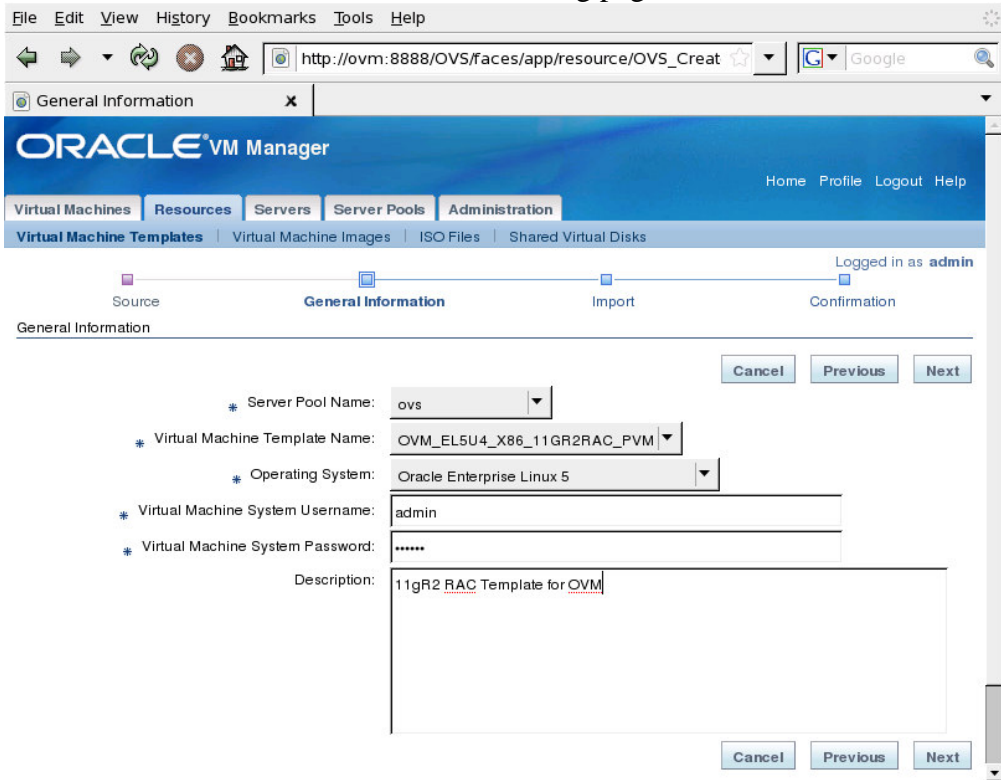 File Edit View History Bookmarks Tools Help
http://ovm:8888/OVS/faces/app/resource/OVS_Creat
G Google
General Information x
ORACLE VM Manager
Home Profile Logout Help
Virtual Machines Resources Servers Server Pools Administration
Virtual Machine Templates | Virtual Machine Images | ISO Files | Shared Virtual Disks
Logged in as admin
Source General Information Import Confirmation
General Information
Cancel Previous Next
* Server Pool Name: ovs
* Virtual Machine Template Name: OVM_EL5U4_X86_11GR2RAC_PVM
* Operating System: Oracle Enterprise Linux 5
* Virtual Machine System Username: admin
* Virtual Machine System Password: ••••••
Description: 11gR2 RAC Template for OVM
Cancel Previous Next